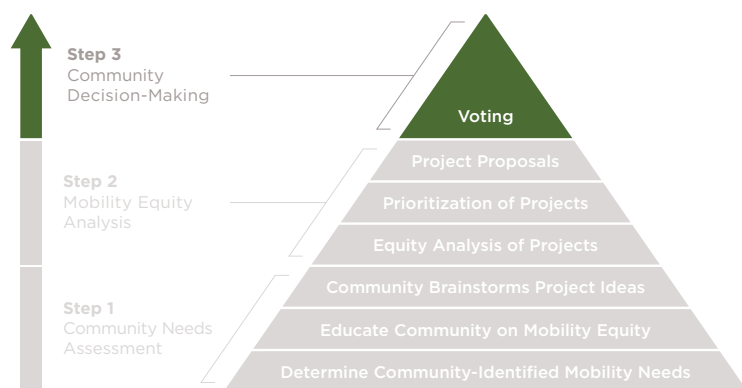 Step 3
Community
Decision-Making
Voting
Step 2
Mobility Equity
Analysis
Project Proposals
Prioritization of Projects
Equity Analysis of Projects
Step 1
Community Needs
Assessment
Community Brainstorms Project Ideas
Educate Community on Mobility Equity
Determine Community-Identified Mobility Needs